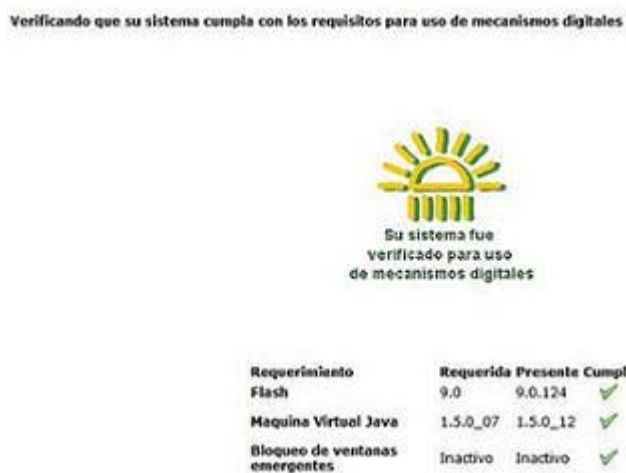 Verificando que su sistema cumpla con los requisitos para uso de mecanismos digitales
Su sistema fue
verificado para uso
de mecanismos digitales
Requerimiento Requerida Presente Cumpl
Flash 9.0 9.0.124
Maquina Virtual Java 1.5.0_07 1.5.0_12
Bloqueo de ventanas
emergentes Inactivo Inactivo